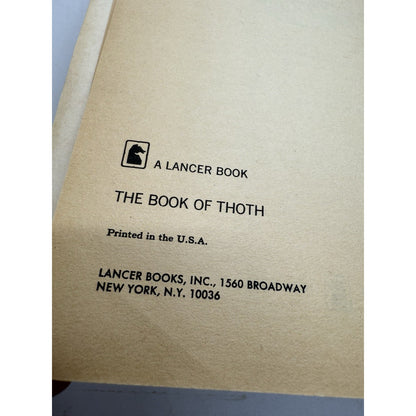 A LANCER BOOK
THE BOOK OF THOTH
Printed in the U.S.A.
LANCER BOOKS, INC., 1560 BROADWAY
NEW YORK, N.Y. 10036